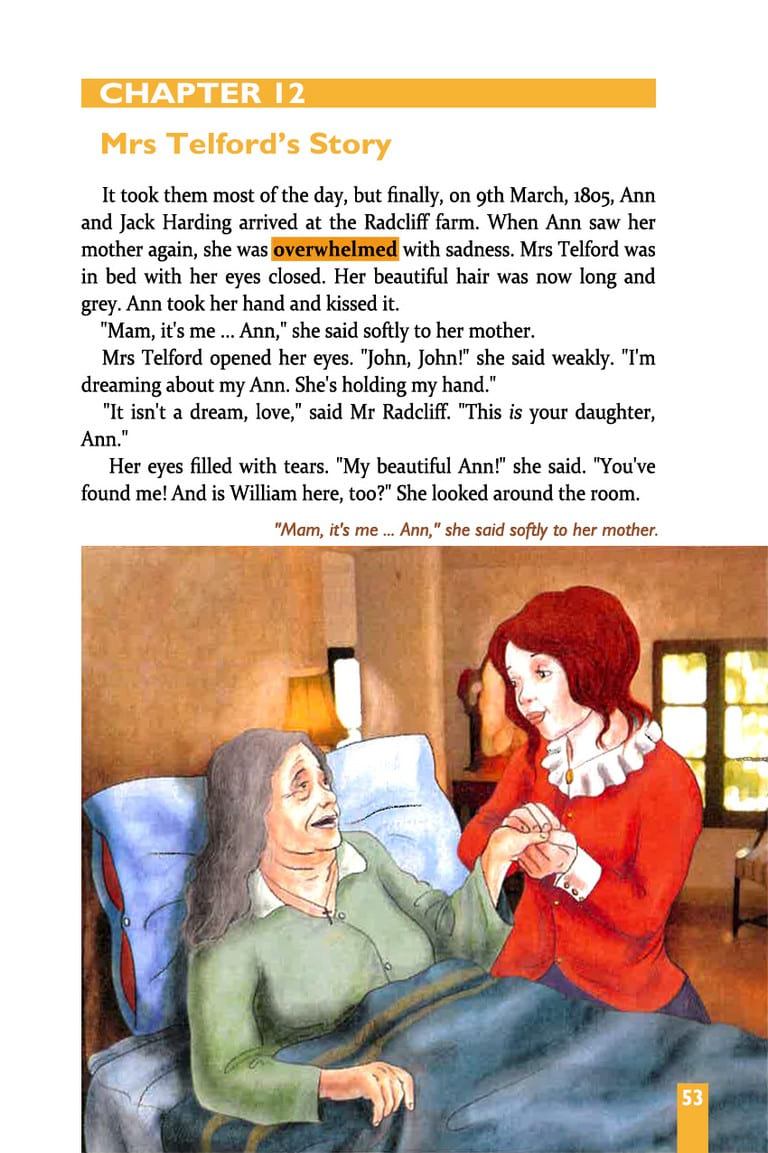 CHAPTER 12
Mrs Telford's Story
It took them most of the day, but finally, on 9th March, 1805, Ann
and Jack Harding arrived at the Radcliff farm. When Ann saw her
mother again, she was overwhelmed with sadness. Mrs Telford was
in bed with her eyes closed. Her beautiful hair was now long and
grey. Ann took her hand and kissed it.
"Mam, it's me ... Ann," she said softly to her mother.
Mrs Telford opened her eyes. "John, John!" she said weakly. "I'm
dreaming about my Ann. She's holding my hand."
"It isn't a dream, love," said Mr Radcliff. "This is your daughter,
Ann."
Her eyes filled with tears. "My beautiful Ann!" she said. "You've
found me! And is William here, too?" She looked around the room.
"Mam, it's me ... Ann," she said softly to her mother.
53